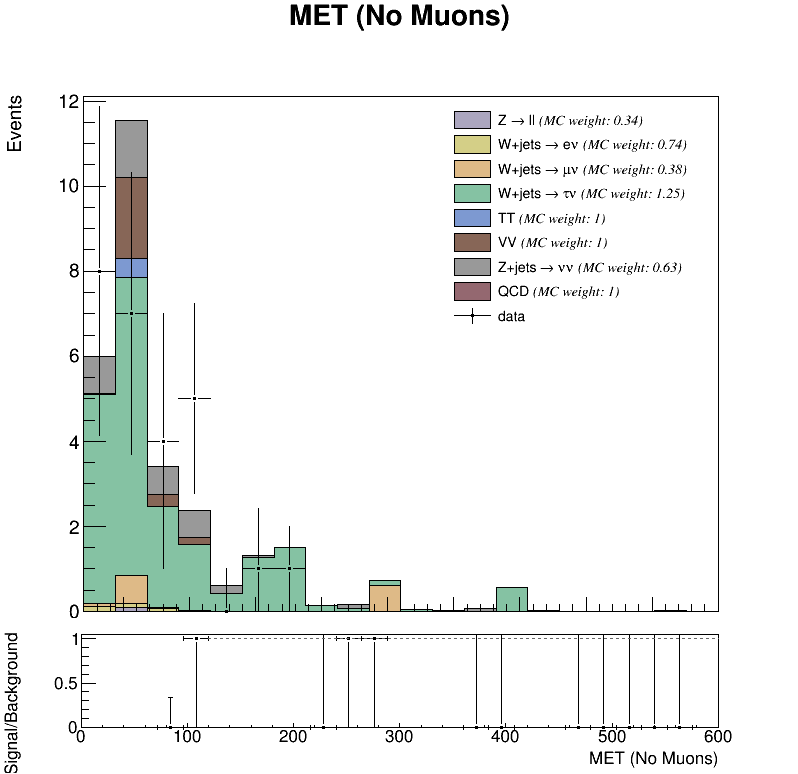 MET (No Muons)
Events
12
10
8
6
4
2
0
Z → ll (MC weight: 0.34)
W+jets → eν (MC weight: 0.74)
W+jets → μν (MC weight: 0.38)
W+jets → τν (MC weight: 1.25)
TT (MC weight: 1)
VV (MC weight: 1)
Z+jets → νν (MC weight: 0.63)
QCD (MC weight: 1)
data
Signal/Background
1
0.5
0
0 100 200 300 400 500 600
MET (No Muons)